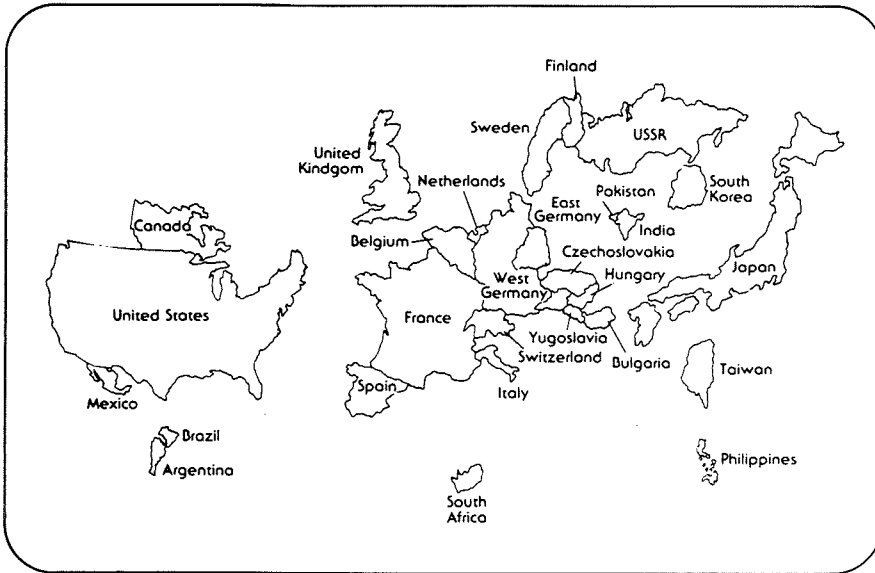 Finland
Sweden
USSR
United
Kindgom
Netherlands
Pakistan
South
Korea
East
Germany
India
Canada
Belgium
Czechoslovakia
Hungary
Japan
West
Germany
United States
France
Yugoslavia
Switzerland
Bulgaria
Taiwan
Spain
Italy
Mexico
Brazil
Argentina
Philippines
South
Africa